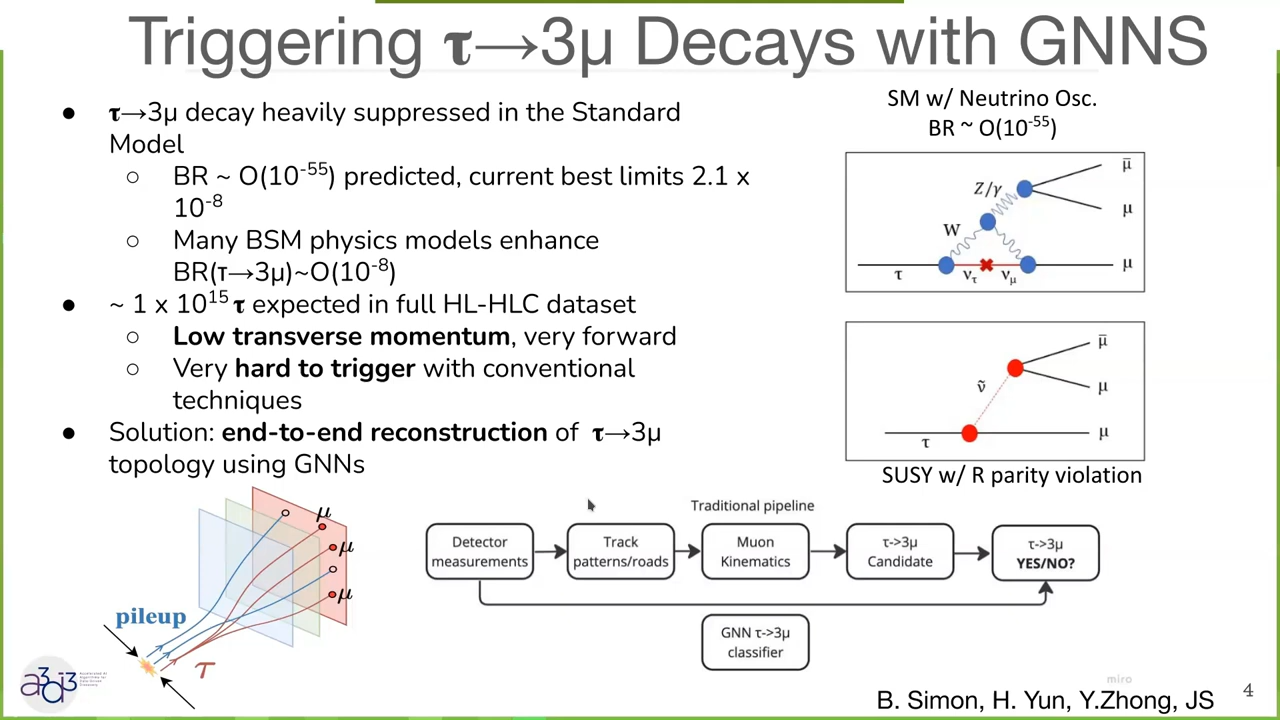 Triggering τ→3μ Decays with GNNS
● τ→3μ decay heavily suppressed in the Standard
Model
○ BR ~ O(10⁻⁵⁵) predicted, current best limits 2.1 x
10⁻⁸
○ Many BSM physics models enhance
BR(τ→3μ)~O(10⁻⁸)
● ~ 1 x 10¹⁵ τ expected in full HL-HLC dataset
○ Low transverse momentum, very forward
○ Very hard to trigger with conventional
techniques
● Solution: end-to-end reconstruction of τ→3μ
topology using GNNs
SM w/ Neutrino Osc.
BR ~ O(10⁻⁵⁵)
μ̄
Z/γ
μ
W
τ
ν_τ
ν_μ
μ
μ̄
ν̃
μ
τ
μ
SUSY w/ R parity violation
μ
μ
μ
pileup
τ
Traditional pipeline
Detector
measurements
Track
patterns/roads
Muon
Kinematics
τ->3μ
Candidate
τ->3μ
YES/NO?
GNN τ->3μ
classifier
miro
a3d3
B. Simon, H. Yun, Y.Zhong, JS
4